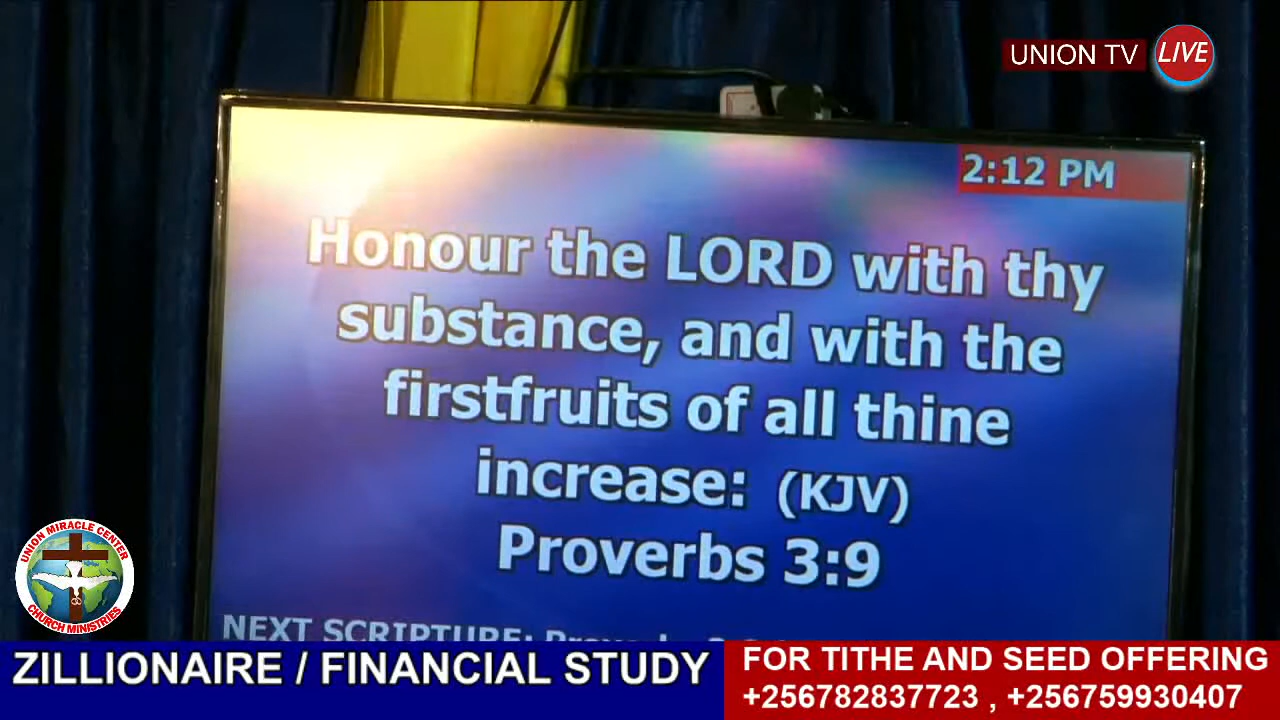 UNION TV LIVE
2:12 PM
Honour the LORD with thy
substance, and with the
firstfruits of all thine
increase: (KJV)
Proverbs 3:9
NEXT SCRIPTURE:
UNION MIRACLE CENTER
CHURCH MINISTRIES
ZILLIONAIRE / FINANCIAL STUDY
FOR TITHE AND SEED OFFERING
+256782837723 , +256759930407